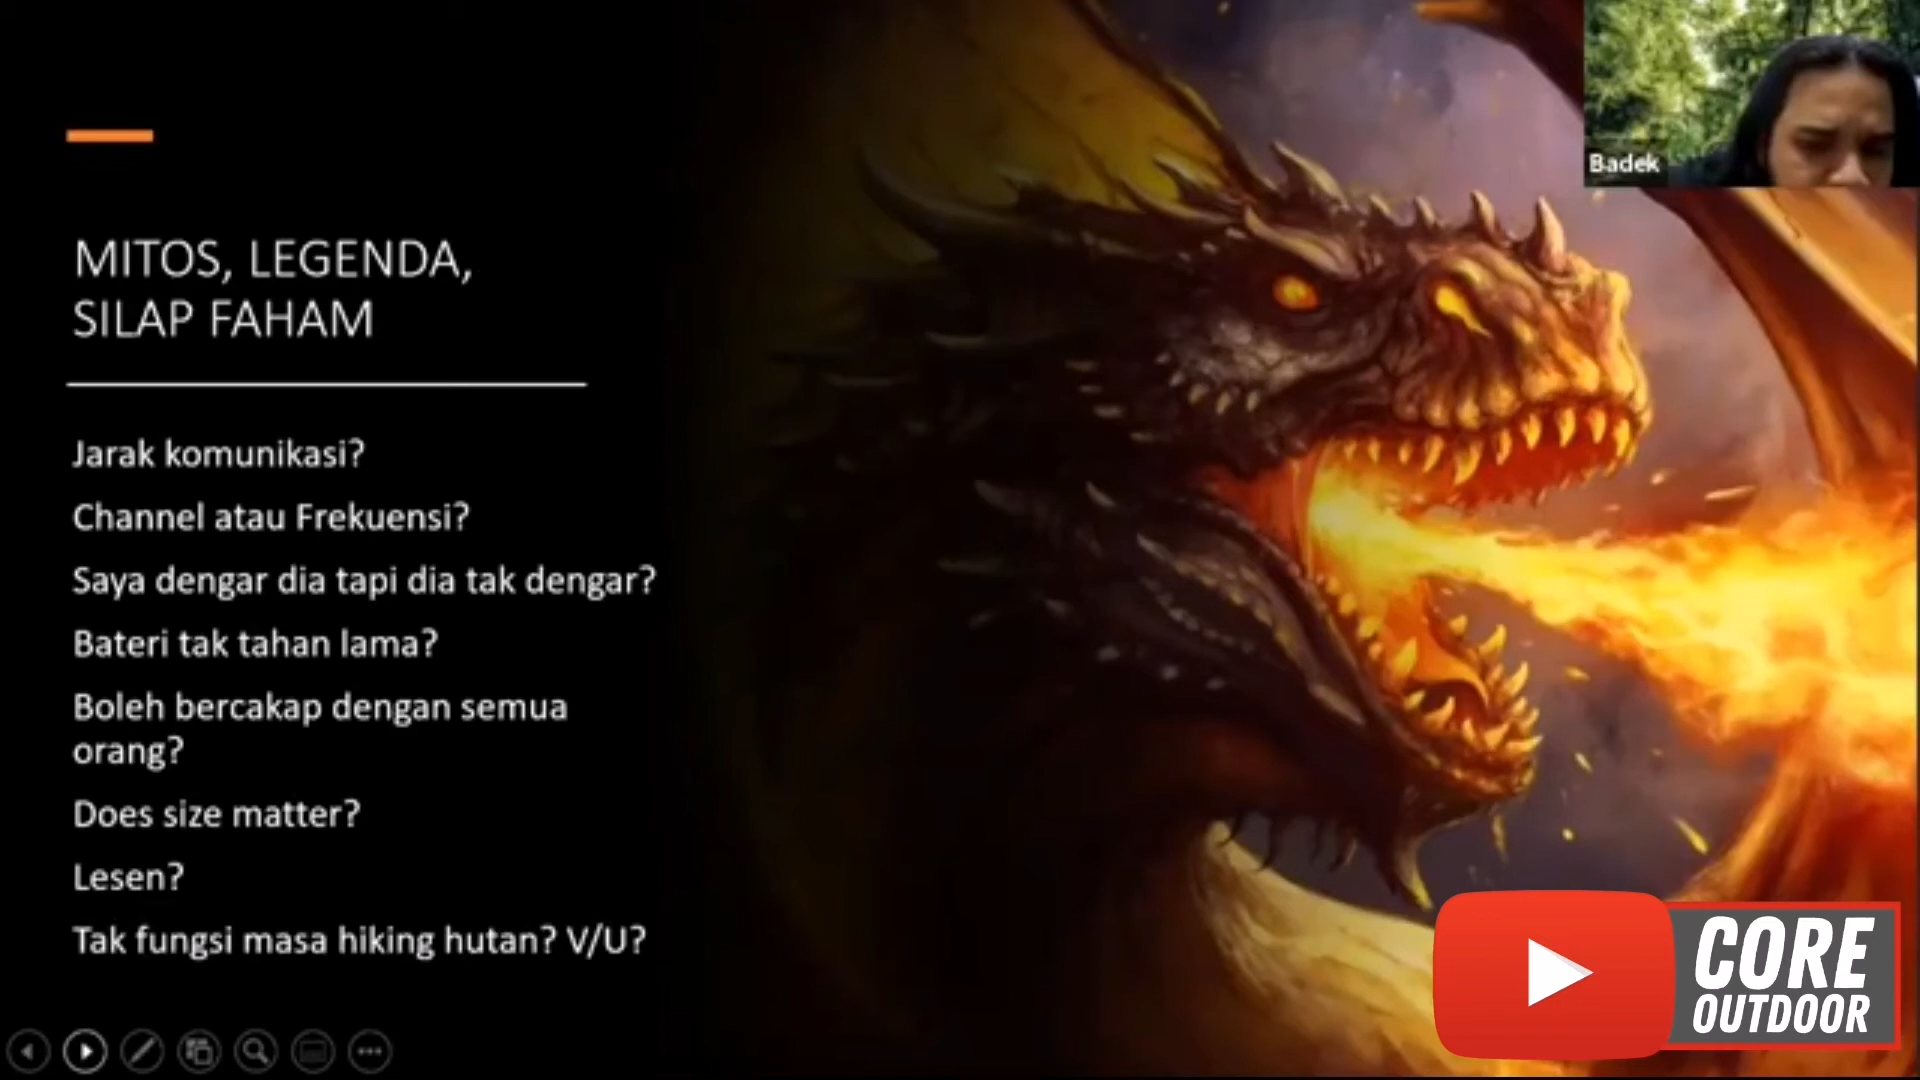 Badek
MITOS, LEGENDA,
SILAP FAHAM
Jarak komunikasi?
Channel atau Frekuensi?
Saya dengar dia tapi dia tak dengar?
Bateri tak tahan lama?
Boleh bercakap dengan semua
orang?
Does size matter?
Lesen?
Tak fungsi masa hiking hutan? V/U?
CORE
OUTDOOR